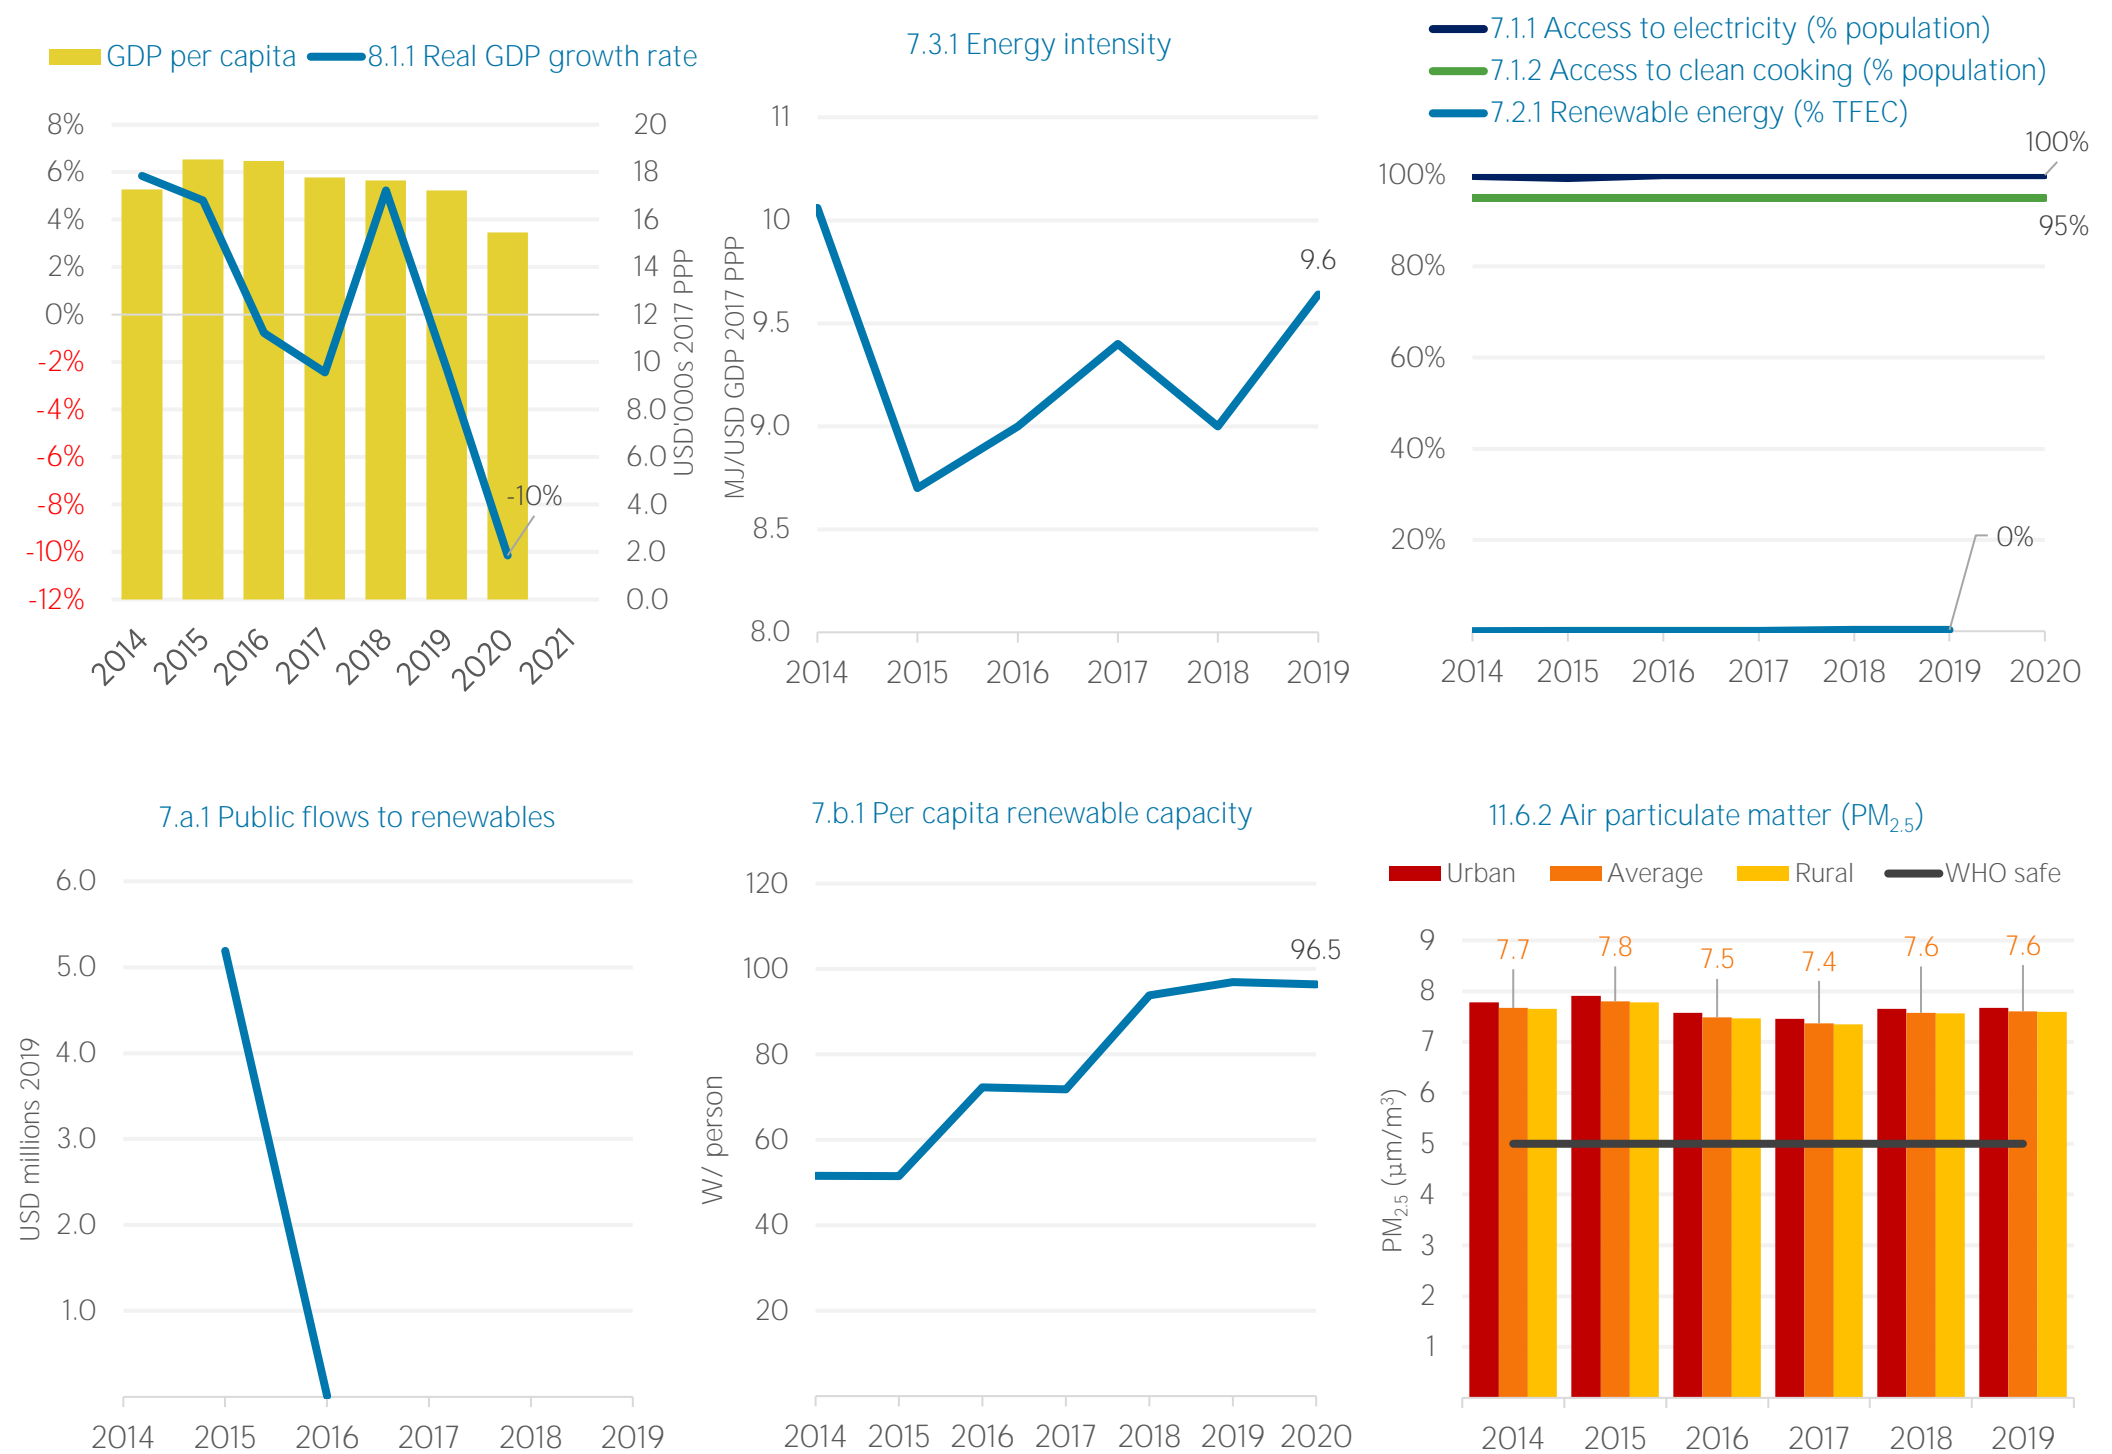 GDP per capita 8.1.1 Real GDP growth rate
8% 20
6% 18
4% 16
2% 14
0% 12
-2% 10
-4% 8.0
-6% 6.0
-8% 4.0
-10% 2.0
-12% 0.0
-10%
USD'000s 2017 PPP
2014 2015 2016 2017 2018 2019 2020 2021
7.3.1 Energy intensity
11
10
9.5
9.0
8.5
8.0
9.6
MJ/USD GDP 2017 PPP
2014 2015 2016 2017 2018 2019
7.1.1 Access to electricity (% population)
7.1.2 Access to clean cooking (% population)
7.2.1 Renewable energy (% TFEC)
100%
100%
95%
80%
60%
40%
20%
0%
2014 2015 2016 2017 2018 2019 2020
7.a.1 Public flows to renewables
6.0
5.0
4.0
3.0
2.0
1.0
USD millions 2019
2014 2015 2016 2017 2018 2019
7.b.1 Per capita renewable capacity
120
100
80
60
40
20
96.5
W/ person
2014 2015 2016 2017 2018 2019 2020
11.6.2 Air particulate matter (PM2.5)
Urban Average Rural WHO safe
9
8
7
6
5
4
3
2
1
7.7 7.8 7.5 7.4 7.6 7.6
PM2.5 (µm/m³)
2014 2015 2016 2017 2018 2019